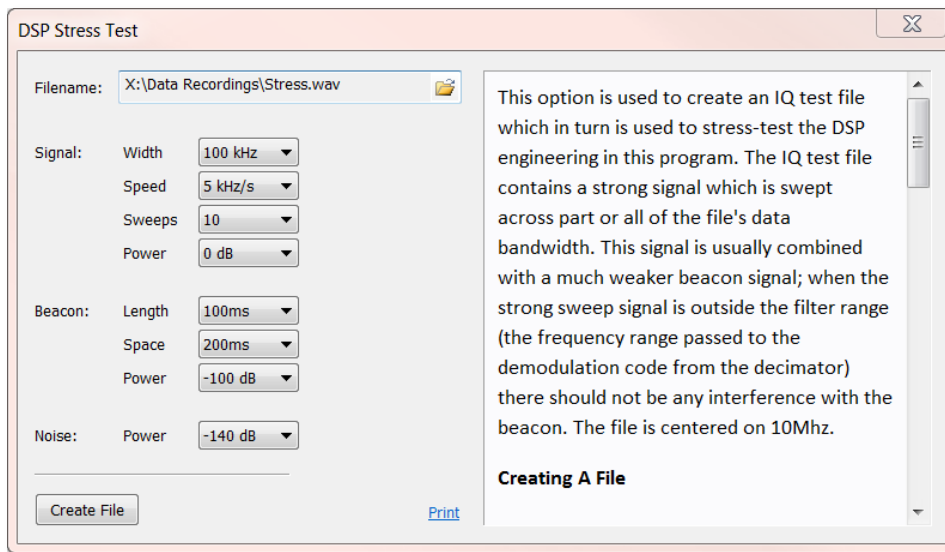 DSP Stress Test
Filename: X:\Data Recordings\Stress.wav
Signal: Width 100 kHz
Speed 5 kHz/s
Sweeps 10
Power 0 dB
Beacon: Length 100ms
Space 200ms
Power -100 dB
Noise: Power -140 dB
Create File
Print
This option is used to create an IQ test file
which in turn is used to stress-test the DSP
engineering in this program. The IQ test file
contains a strong signal which is swept
across part or all of the file's data
bandwidth. This signal is usually combined
with a much weaker beacon signal; when the
strong sweep signal is outside the filter range
(the frequency range passed to the
demodulation code from the decimator)
there should not be any interference with the
beacon. The file is centered on 10Mhz.
Creating A File